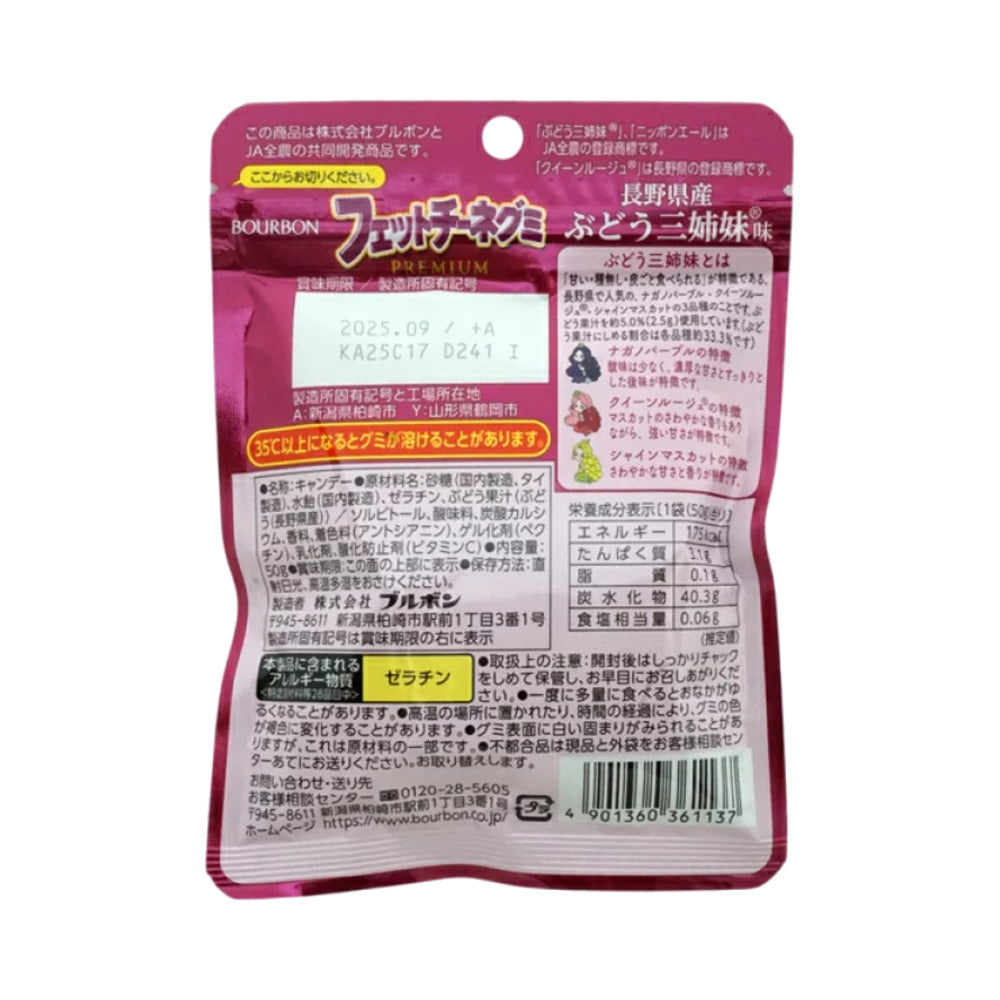 この商品は株式会社ブルボンと
JA全農の共同開発商品です。
「ぶどう三姉妹®」、「ニッポンエール」は
JA全農の登録商標です。
「クイーンルージュ®」は長野県の登録商標です。
ここからお切りください。
BOURBON
フェットチーネグミ
PREMIUM
長野県産
ぶどう三姉妹®味
賞味期限 / 製造所固有記号
2025.09 / +A
KA25C17 D241 I
製造所固有記号と工場所在地
A:新潟県柏崎市 Y:山形県鶴岡市
35℃以上になるとグミが溶けることがあります。
ぶどう三姉妹とは
「甘い・種無し・皮ごと食べられる」が特徴である、
長野県で人気の、ナガノパープル・クイーンルー
ジュ®・シャインマスカットの3品種のことです。ぶ
どう果汁を約5.0%(2.5g)使用しています。(ぶど
う果汁にしめる割合は各品種約33.3%です)
ナガノパープルの特徴
酸味は少なく、濃厚な甘さとすっきりと
した後味が特徴です。
クイーンルージュ®の特徴
マスカットのさわやかな香りもあり
ながら、強い甘さが特徴です。
シャインマスカットの特徴
さわやかな甘さと香りが特徴です。
●名称:キャンデー●原材料名:砂糖(国内製造、タイ
製造)、水飴(国内製造)、ゼラチン、ぶどう果汁(ぶど
う(長野県産))/ソルビトール、酸味料、炭酸カルシ
ウム、香料、着色料(アントシアニン)、ゲル化剤(ペク
チン)、乳化剤、酸化防止剤(ビタミンC)●内容量:
50g●賞味期限:この面の上部に表示●保存方法:直
射日光、高温多湿をおさけください。
製造者 株式会社 ブルボン
〒945-8611 新潟県柏崎市駅前1丁目3番1号
製造所固有記号は賞味期限の右に表示
栄養成分表示[1袋(50g)当り]
エネルギー 175kcal
たんぱく質 3.1g
脂質 0.1g
炭水化物 40.3g
食塩相当量 0.06g
(推定値)
本製品に含まれる
アレルギー物質
<特定原材料等28品目中>
ゼラチン
●取扱上の注意:開封後はしっかりチャック
をしめて保管し、お早目にお召しあがりくだ
さい。●一度に多量に食べるとおなかがゆ
るくなることがあります。●高温の場所に置かれたり、時間の経過により、グミの色
が褐色に変化することがあります。●グミ表面に白い固まりがみられることがあ
りますが、これは原材料の一部です。●不都合品は現品と外袋をお客様相談セン
ターあてにお送りください。お取り替えします。
お問い合わせ・送り先
お客様相談センター 0120-28-5605
〒945-8611 新潟県柏崎市駅前1丁目3番1号
ホームページ https://www.bourbon.co.jp/
4 901360 361137